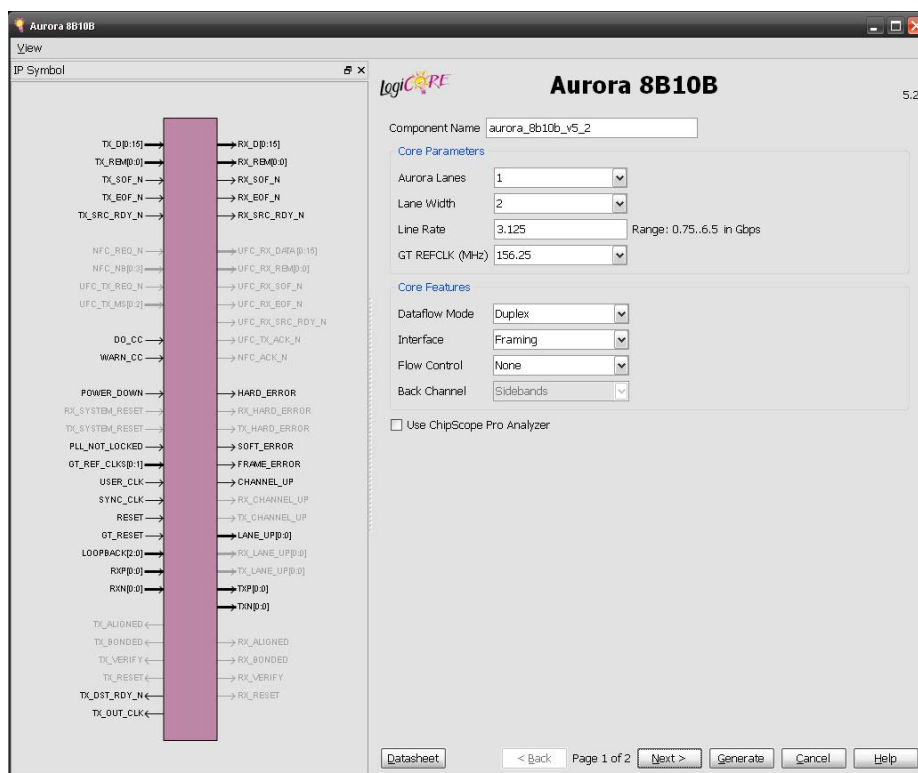 Aurora 8B10B
View
IP Symbol
TX_D[0:15]
TX_REM[0:0]
TX_SOF_N
TX_EOF_N
TX_SRC_RDY_N
NFC_REQ_N
NFC_NB[0:3]
UFC_TX_REQ_N
UFC_TX_MS[0:2]
DO_CC
WARN_CC
POWER_DOWN
RX_SYSTEM_RESET
TX_SYSTEM_RESET
PLL_NOT_LOCKED
GT_REF_CLKS[0:1]
USER_CLK
SYNC_CLK
RESET
GT_RESET
LOOPBACK[2:0]
RXP[0:0]
RXN[0:0]
TX_ALIGNED
TX_BONDED
TX_VERIFY
TX_RESET
TX_DST_RDY_N
TX_OUT_CLK
RX_D[0:15]
RX_REM[0:0]
RX_SOF_N
RX_EOF_N
RX_SRC_RDY_N
UFC_RX_DATA[0:15]
UFC_RX_REM[0:0]
UFC_RX_SOF_N
UFC_RX_EOF_N
UFC_RX_SRC_RDY_N
UFC_TX_ACK_N
NFC_ACK_N
HARD_ERROR
RX_HARD_ERROR
TX_HARD_ERROR
SOFT_ERROR
FRAME_ERROR
CHANNEL_UP
RX_CHANNEL_UP
TX_CHANNEL_UP
LANE_UP[0:0]
RX_LANE_UP[0:0]
TX_LANE_UP[0:0]
TXP[0:0]
TXN[0:0]
RX_ALIGNED
RX_BONDED
RX_VERIFY
RX_RESET
LogiCORE
Aurora 8B10B
5.2
Component Name aurora_8b10b_v5_2
Core Parameters
Aurora Lanes 1
Lane Width 2
Line Rate 3.125 Range: 0.75..6.5 in Gbps
GT REFCLK (MHz) 156.25
Core Features
Dataflow Mode Duplex
Interface Framing
Flow Control None
Back Channel Sidebands
Use ChipScope Pro Analyzer
Datasheet < Back Page 1 of 2 Next > Generate Cancel Help